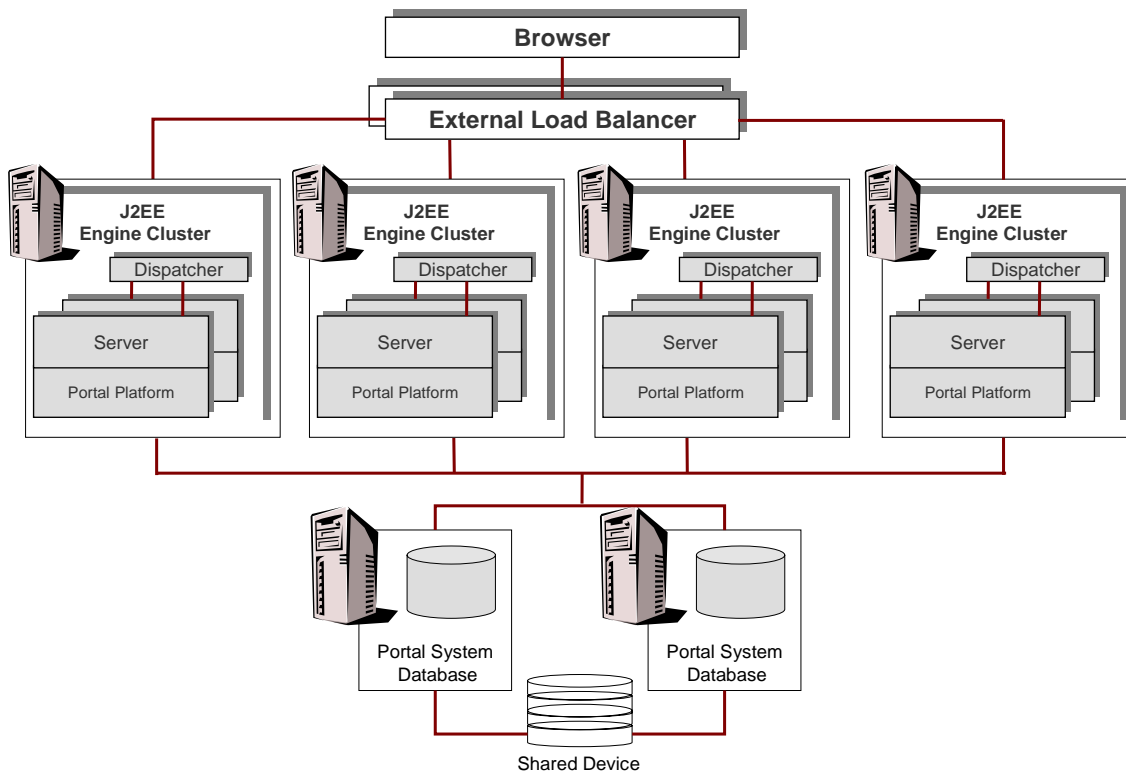 Browser
External Load Balancer
J2EE
Engine Cluster
Dispatcher
Server
Portal Platform
J2EE
Engine Cluster
Dispatcher
Server
Portal Platform
J2EE
Engine Cluster
Dispatcher
Server
Portal Platform
J2EE
Engine Cluster
Dispatcher
Server
Portal Platform
Portal System
Database
Portal System
Database
Shared Device